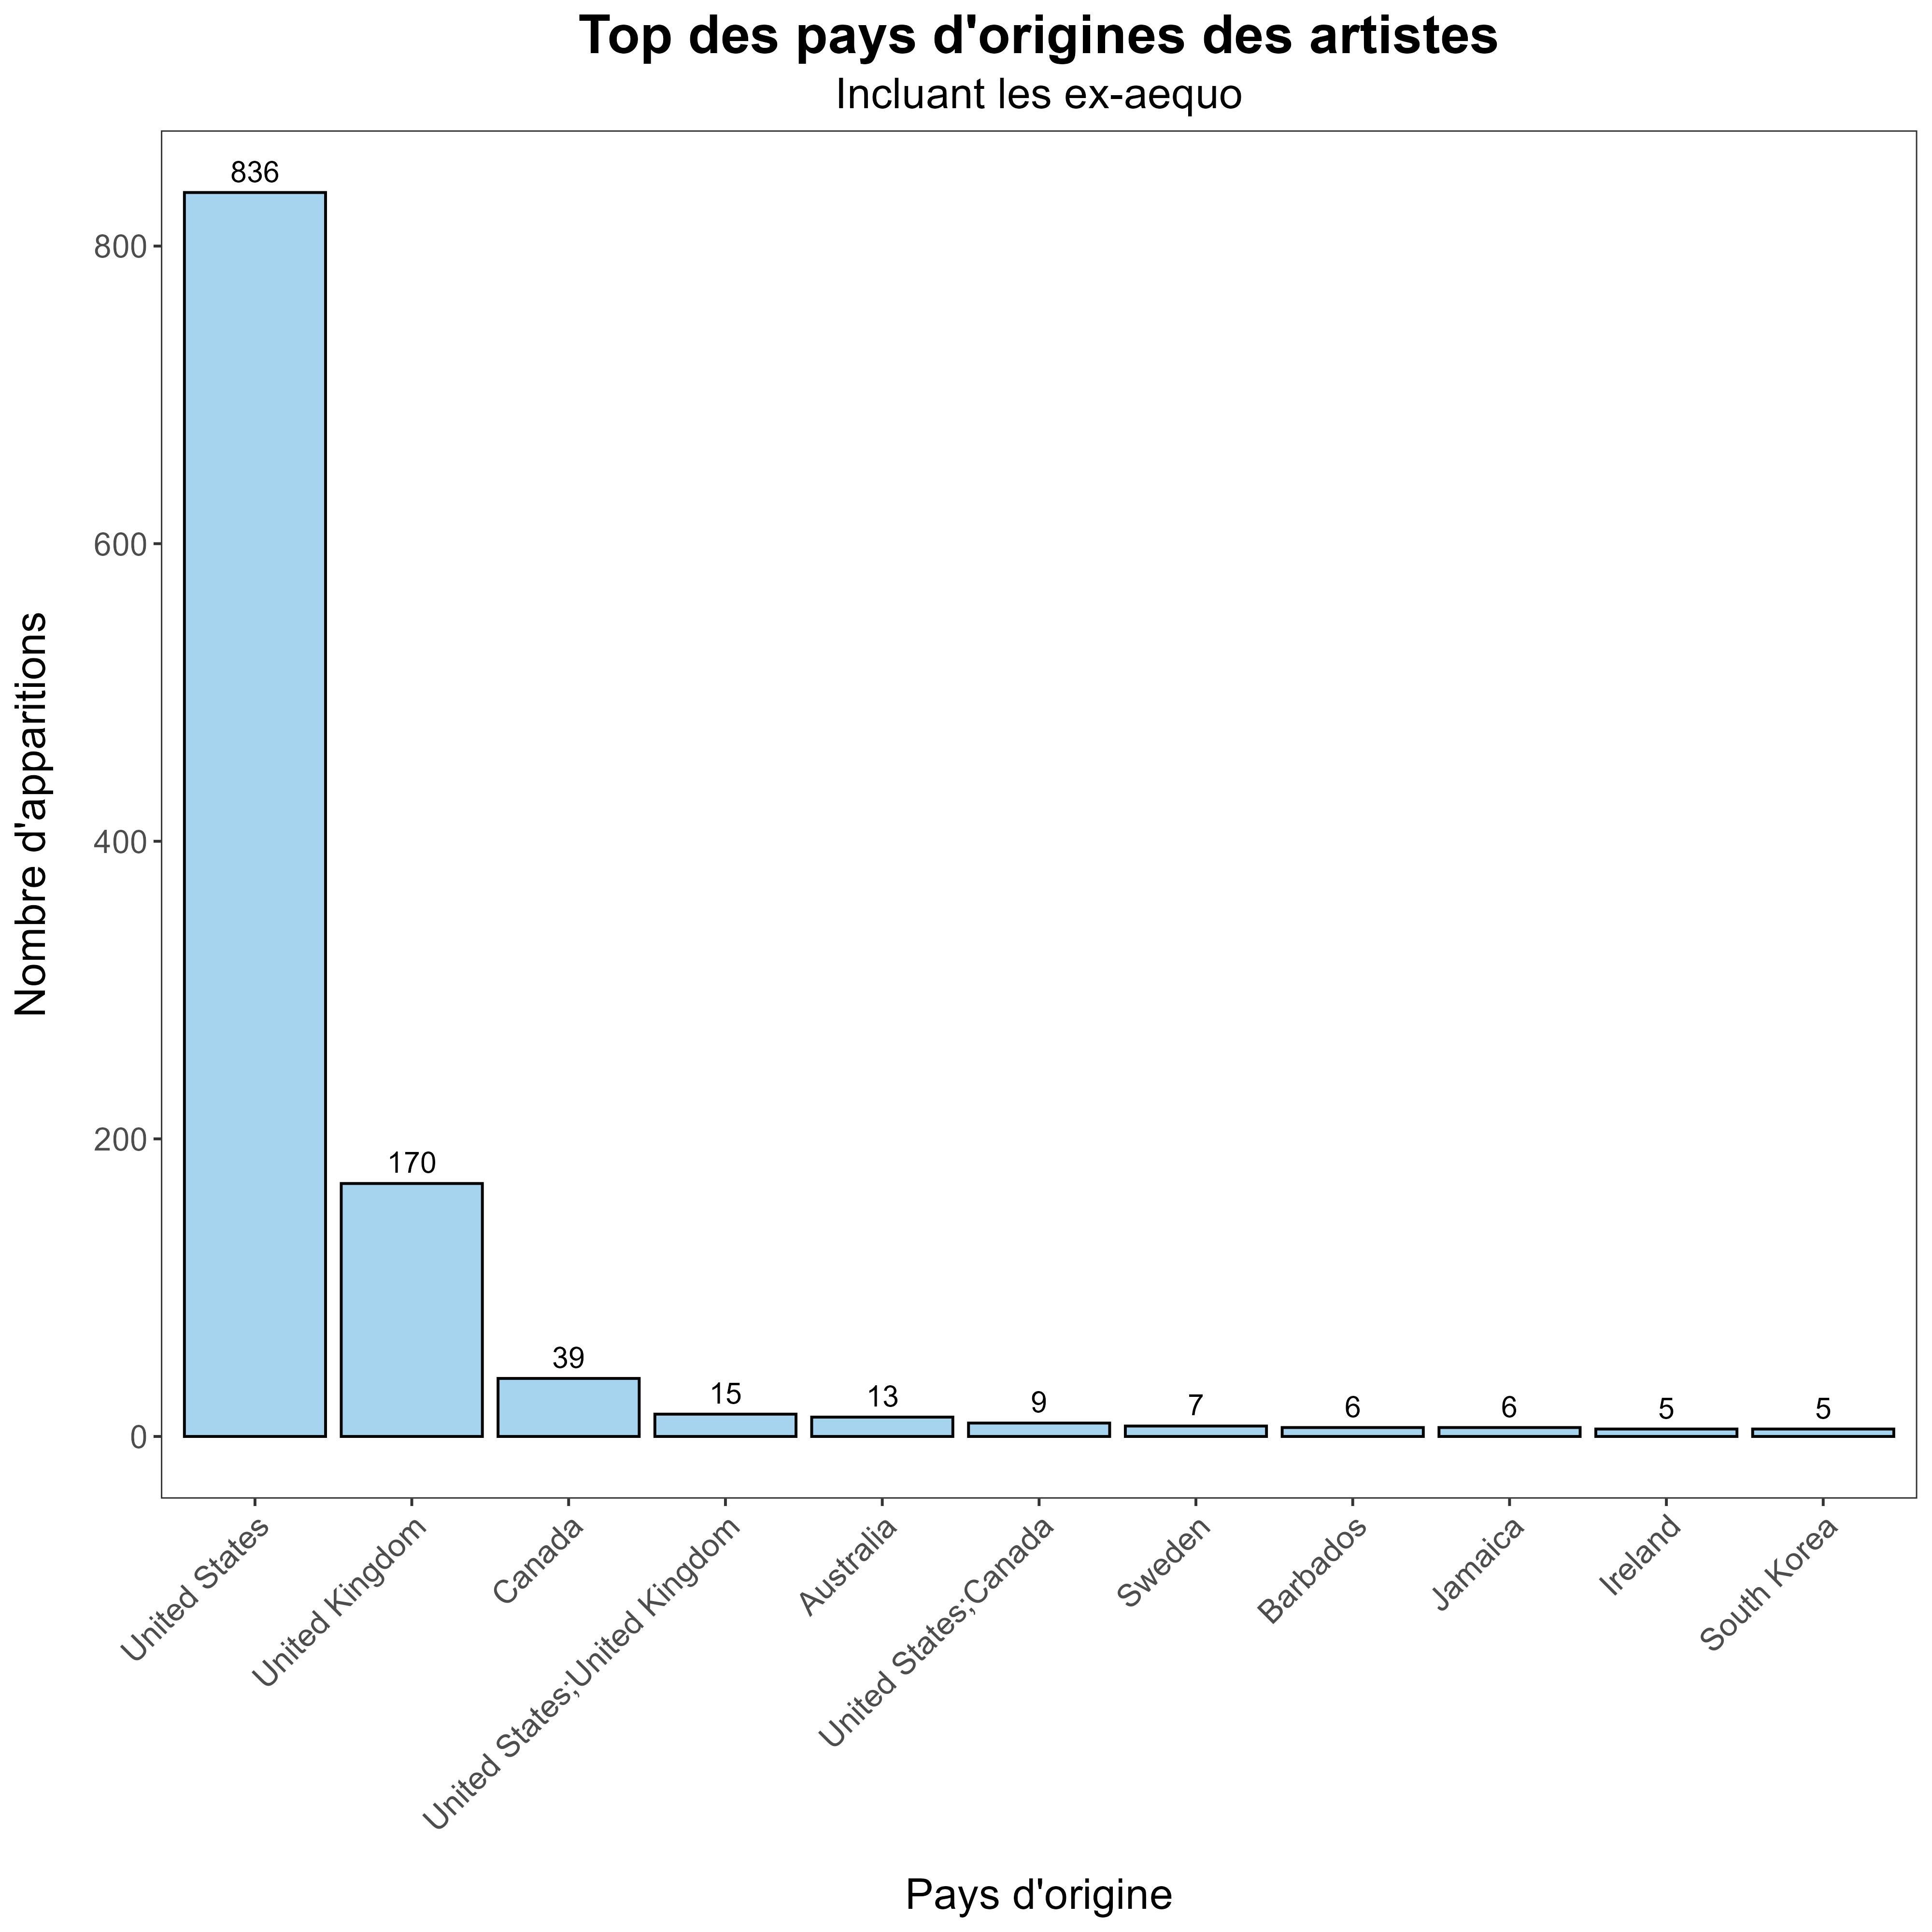 Top des pays d'origines des artistes
Incluant les ex-aequo
Nombre d'apparitions
800
600
400
200
0
836
170
39
15
13
9
7
6
6
5
5
United States
United Kingdom
Canada
United States;United Kingdom
Australia
United States;Canada
Sweden
Barbados
Jamaica
Ireland
South Korea
Pays d'origine